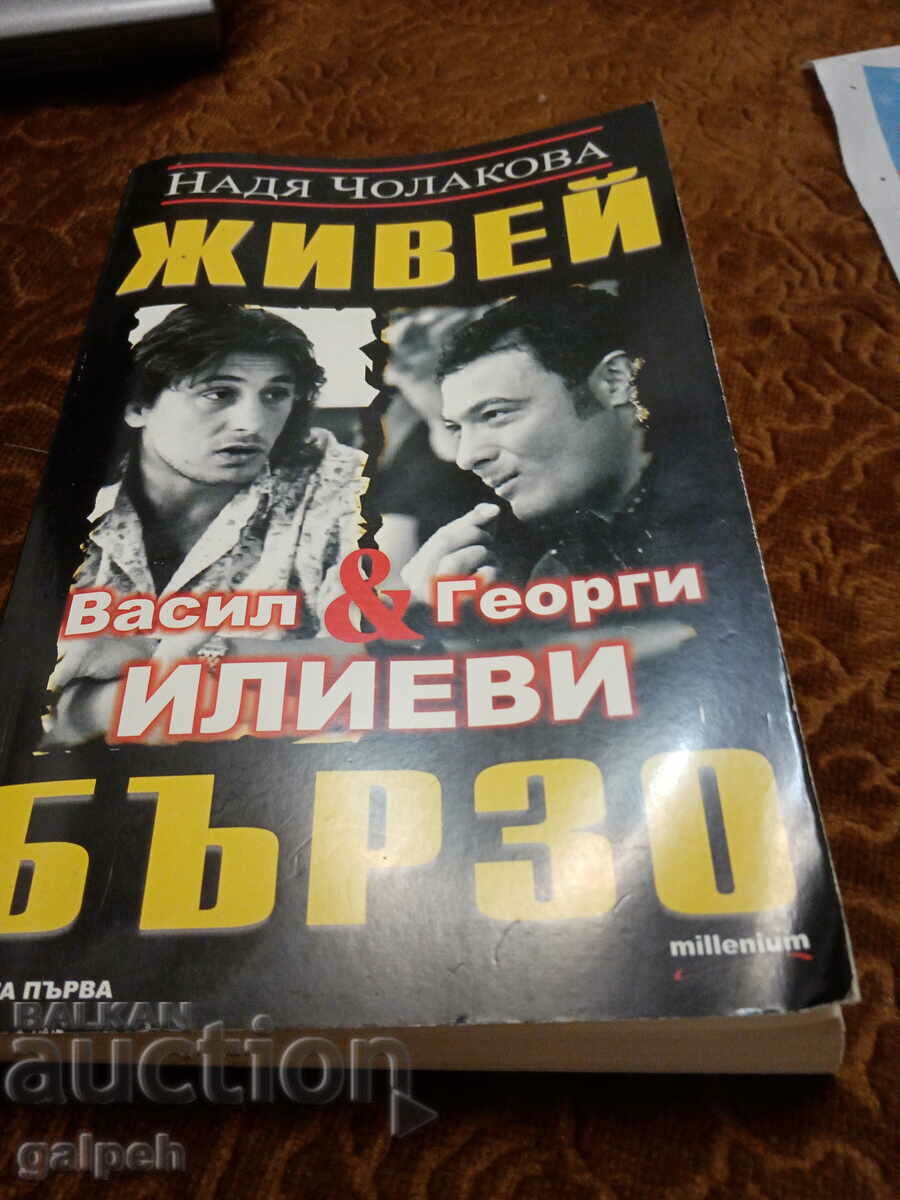 НАДЯ ЧОЛАКОВА
ЖИВЕЙ
Васил & Георги
ИЛИЕВИ
БЪРЗО
millenium
ПЪРВА
BALKAN
auction
galpeh